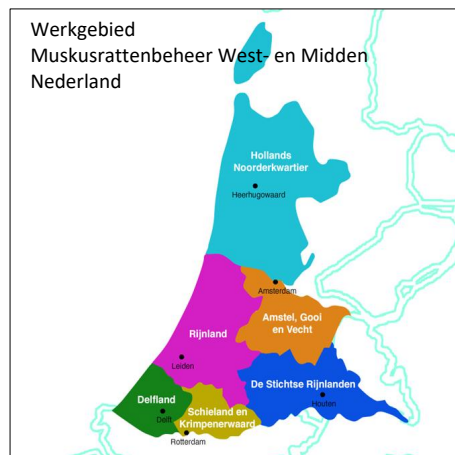 Werkgebied
Muskusrattenbeheer West- en Midden
Nederland
Hollands
Noorderkwartier
Heerhugowaard
Amsterdam
Amstel, Gooi
en Vecht
Rijnland
Leiden
De Stichtse Rijnlanden
Houten
Delfland
Delft
Schieland en
Krimpenerwaard
Rotterdam